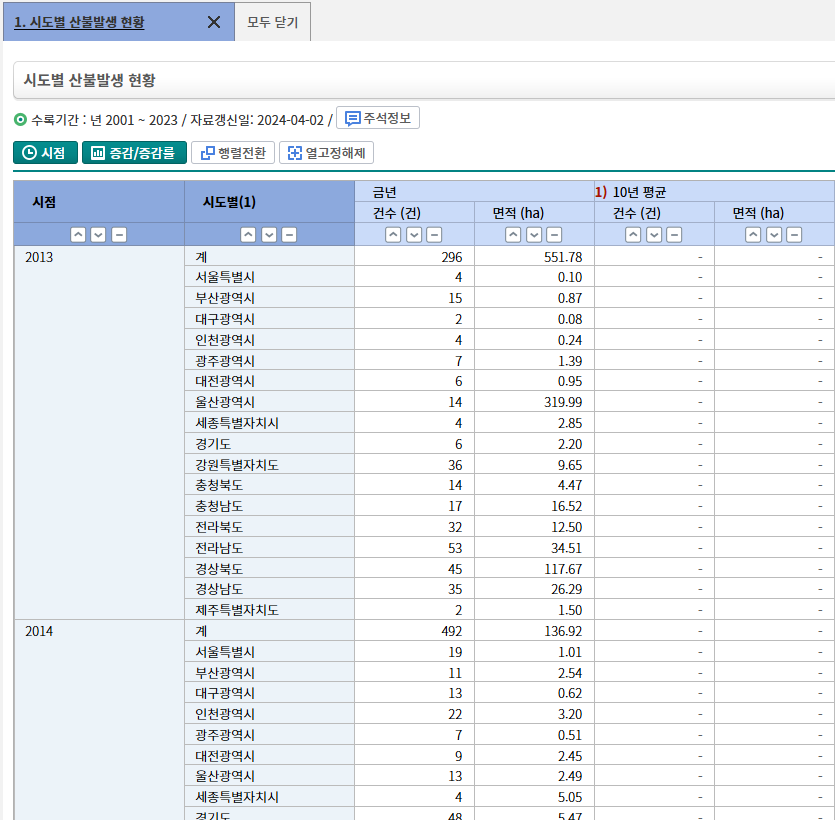 1. 시도별 산불발생 현황 모두 닫기
시도별 산불발생 현황
수록기간 : 년 2001 ~ 2023 / 자료갱신일: 2024-04-02 / 주석정보
시점 증감/증감률 행렬전환 열고정해제
시점 시도별(1) 금년 1) 10년 평균
건수 (건) 면적 (ha) 건수 (건) 면적 (ha)
2013 계 296 551.78 - -
서울특별시 4 0.10 - -
부산광역시 15 0.87 - -
대구광역시 2 0.08 - -
인천광역시 4 0.24 - -
광주광역시 7 1.39 - -
대전광역시 6 0.95 - -
울산광역시 14 319.99 - -
세종특별자치시 4 2.85 - -
경기도 6 2.20 - -
강원특별자치도 36 9.65 - -
충청북도 14 4.47 - -
충청남도 17 16.52 - -
전라북도 32 12.50 - -
전라남도 53 34.51 - -
경상북도 45 117.67 - -
경상남도 35 26.29 - -
제주특별자치도 2 1.50 - -
2014 계 492 136.92 - -
서울특별시 19 1.01 - -
부산광역시 11 2.54 - -
대구광역시 13 0.62 - -
인천광역시 22 3.20 - -
광주광역시 7 0.51 - -
대전광역시 9 2.45 - -
울산광역시 13 2.49 - -
세종특별자치시 4 5.05 - -
경기도 48 5.47 - -